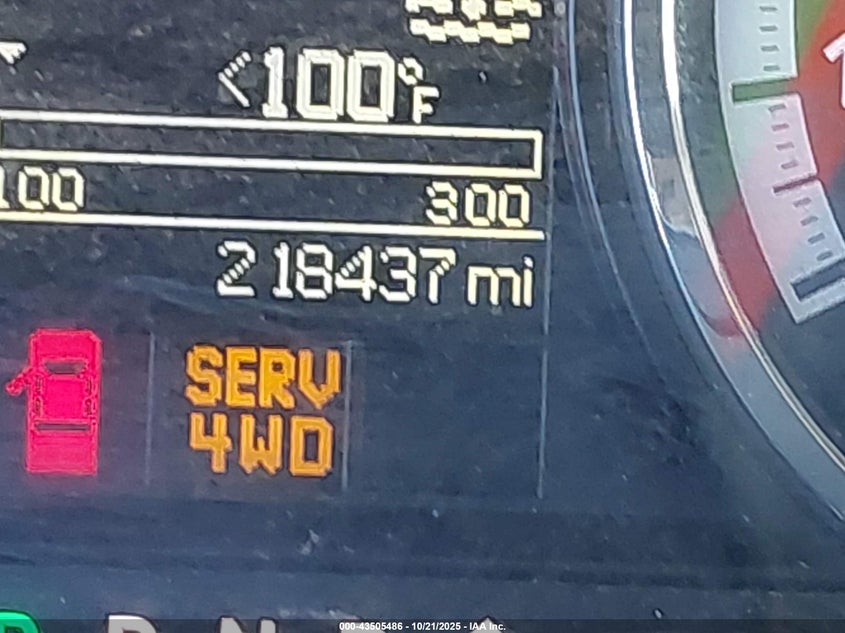 <100°F
100 300
218437 mi
SERV
4WD
R N
000-43505486 - 10/21/2025 - IAA Inc.